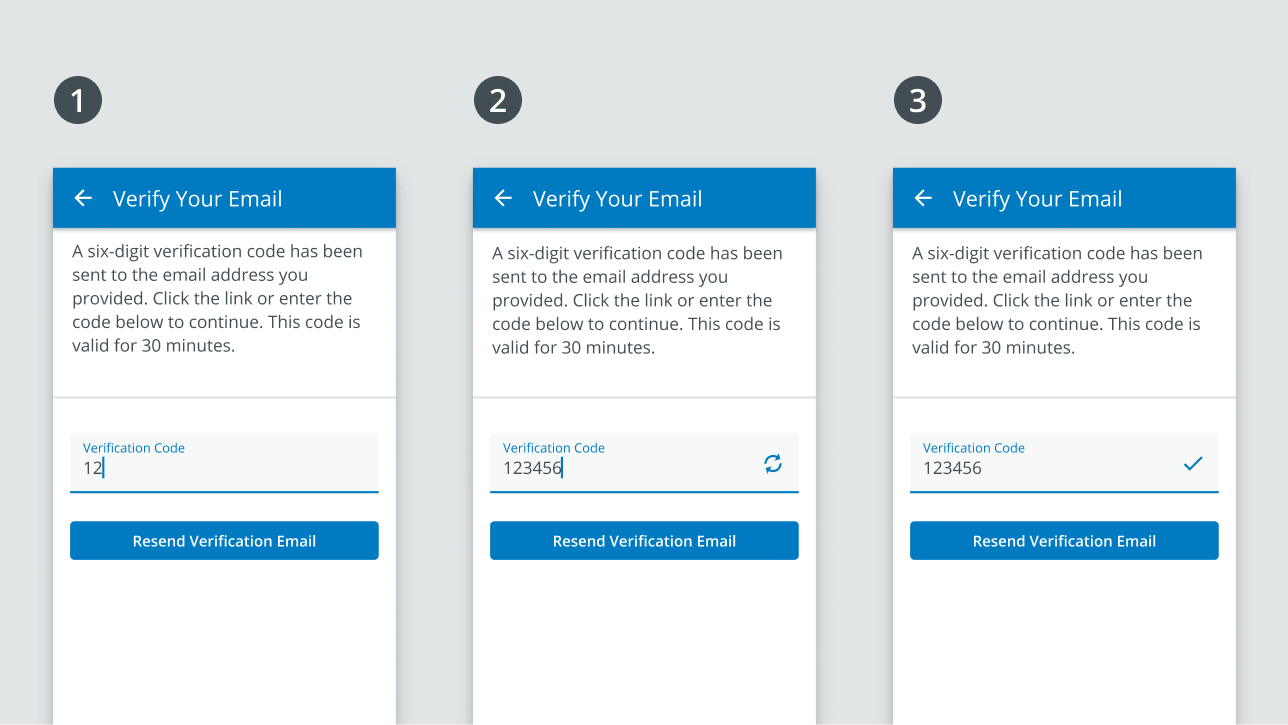 1
Verify Your Email
A six-digit verification code has been
sent to the email address you
provided. Click the link or enter the
code below to continue. This code is
valid for 30 minutes.
Verification Code
12
Resend Verification Email
2
Verify Your Email
A six-digit verification code has been
sent to the email address you
provided. Click the link or enter the
code below to continue. This code is
valid for 30 minutes.
Verification Code
123456
Resend Verification Email
3
Verify Your Email
A six-digit verification code has been
sent to the email address you
provided. Click the link or enter the
code below to continue. This code is
valid for 30 minutes.
Verification Code
123456
Resend Verification Email